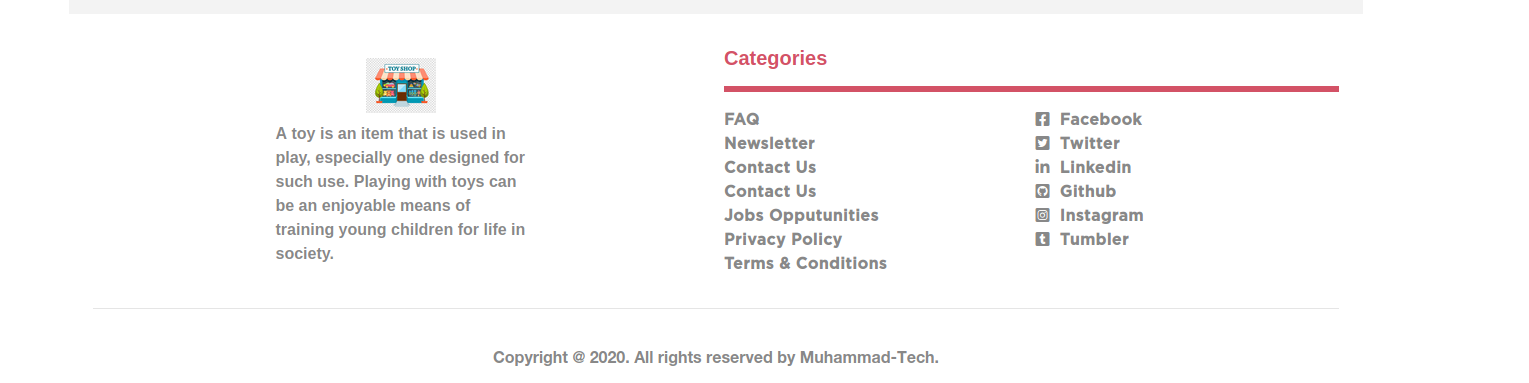 TOY SHOP
A toy is an item that is used in
play, especially one designed for
such use. Playing with toys can
be an enjoyable means of
training young children for life in
society.
Categories
FAQ
Newsletter
Contact Us
Contact Us
Jobs Opputunities
Privacy Policy
Terms & Conditions
Facebook
Twitter
Linkedin
Github
Instagram
Tumbler
Copyright @ 2020. All rights reserved by Muhammad-Tech.